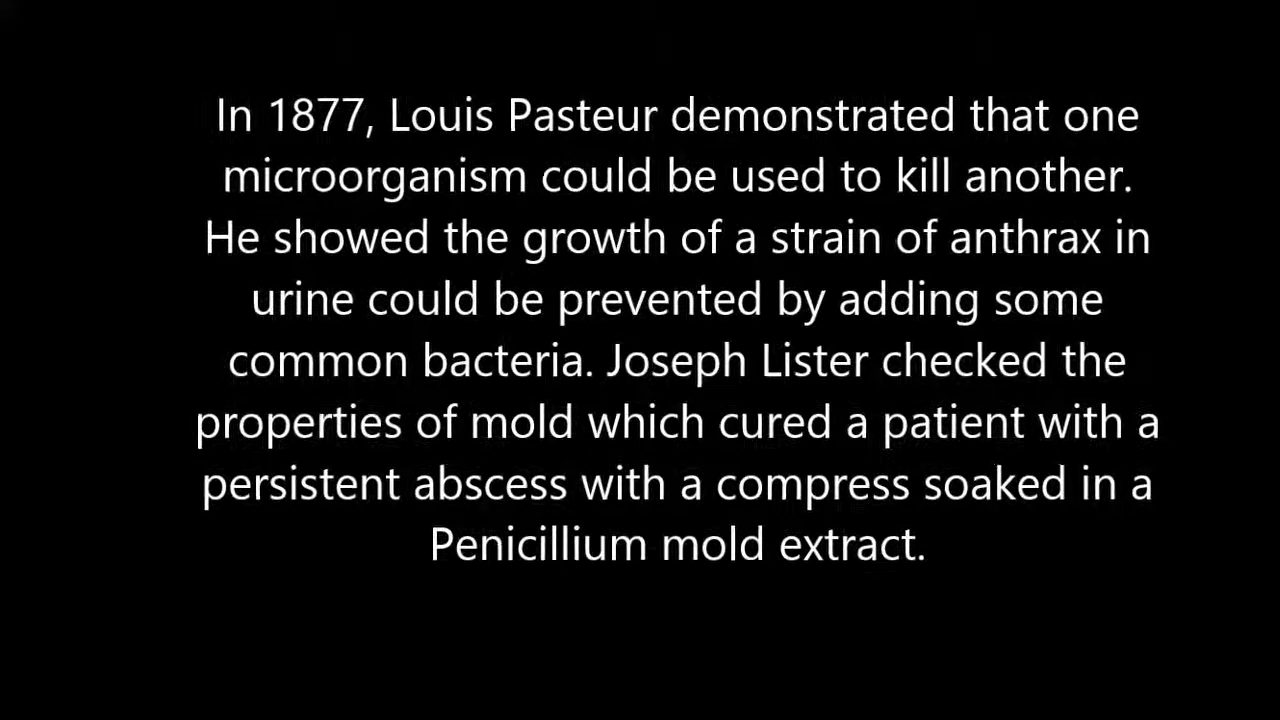 In 1877, Louis Pasteur demonstrated that one
microorganism could be used to kill another.
He showed the growth of a strain of anthrax in
urine could be prevented by adding some
common bacteria. Joseph Lister checked the
properties of mold which cured a patient with a
persistent abscess with a compress soaked in a
Penicillium mold extract.